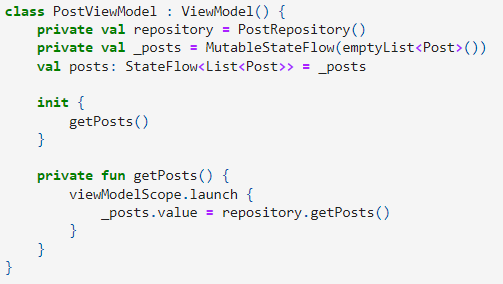 class PostViewModel : ViewModel() {
    private val repository = PostRepository()
    private val _posts = MutableStateFlow(emptyList<Post>())
    val posts: StateFlow<List<Post>> = _posts

    init {
        getPosts()
    }

    private fun getPosts() {
        viewModelScope.launch {
            _posts.value = repository.getPosts()
        }
    }
}